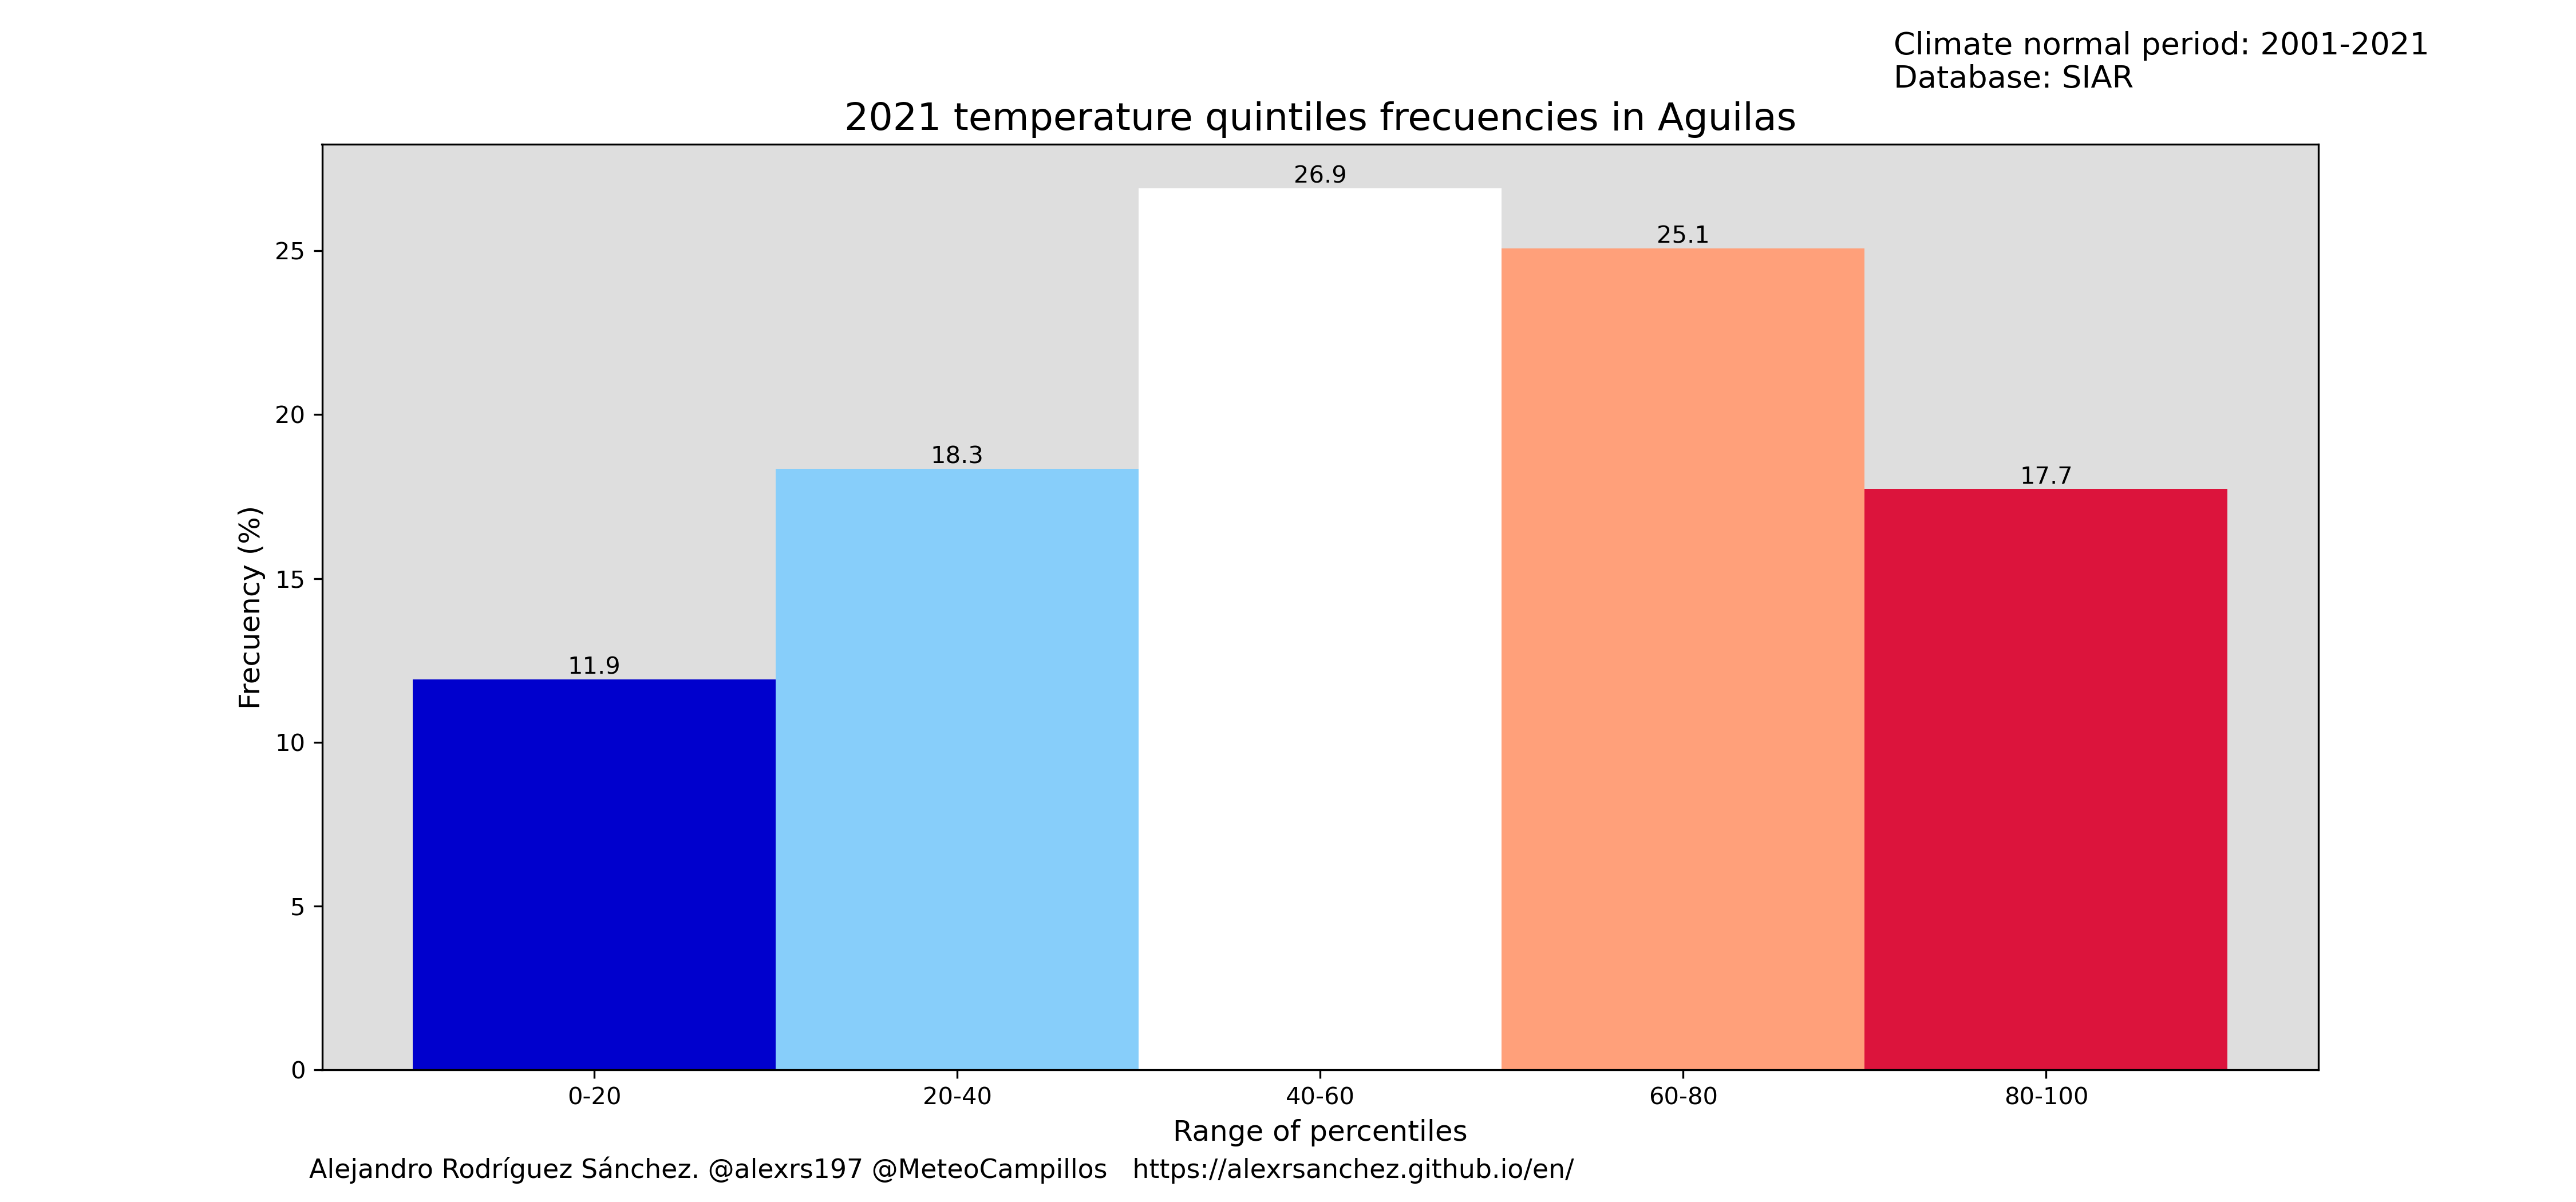 Climate normal period: 2001-2021
Database: SIAR
2021 temperature quintiles frecuencies in Aguilas
26.9
25.1
18.3
17.7
11.9
Frecuency (%)
25
20
15
10
5
0
0-20 20-40 40-60 60-80 80-100
Range of percentiles
Alejandro Rodríguez Sánchez. @alexrs197 @MeteoCampillos https://alexrsanchez.github.io/en/